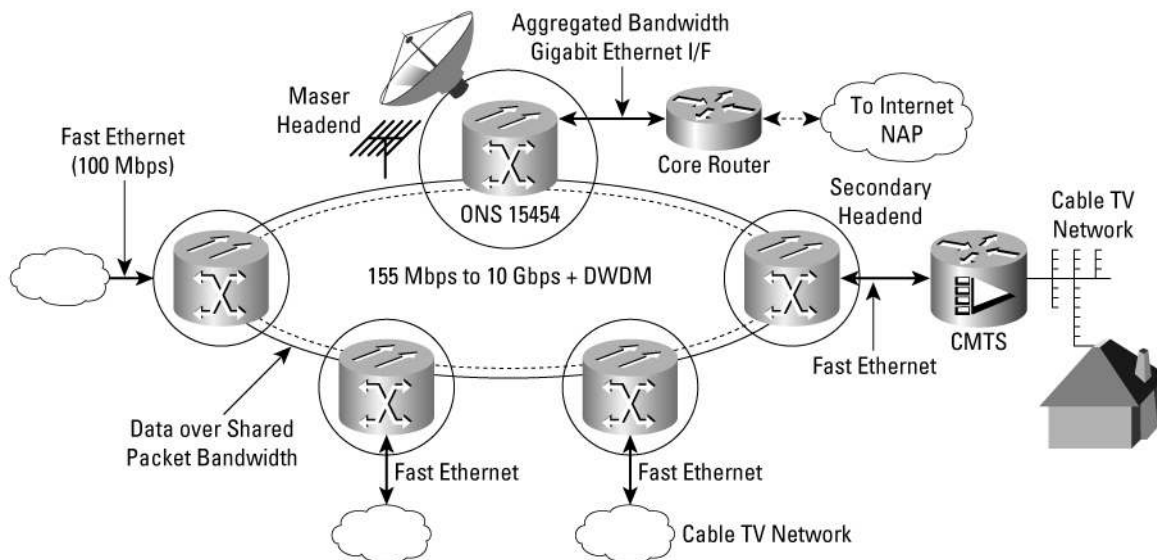 Aggregated Bandwidth
Gigabit Ethernet I/F
Maser
Headend
To Internet
NAP
Fast Ethernet
(100 Mbps)
Core Router
ONS 15454
Secondary
Headend
Cable TV
Network
155 Mbps to 10 Gbps + DWDM
CMTS
Fast Ethernet
Data over Shared
Packet Bandwidth
Fast Ethernet
Fast Ethernet
Cable TV Network